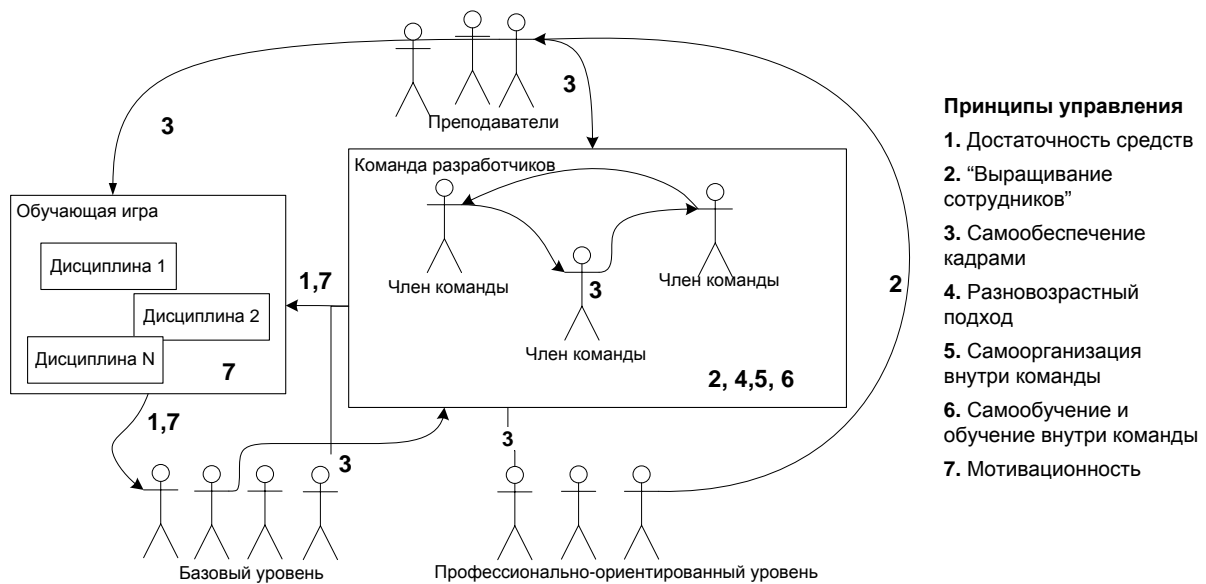 3
3
Преподаватели
Обучающая игра
Дисциплина 1
Дисциплина 2
Дисциплина N
7
1,7
Команда разработчиков
Член команды
3
Член команды
Член команды
2, 4,5, 6
2
1,7
3
3
Базовый уровень
Профессионально-ориентированный уровень
Принципы управления
1. Достаточность средств
2. “Выращивание
сотрудников”
3. Самообеспечение
кадрами
4. Разновозрастный
подход
5. Самоорганизация
внутри команды
6. Самообучение и
обучение внутри команды
7. Мотивационность